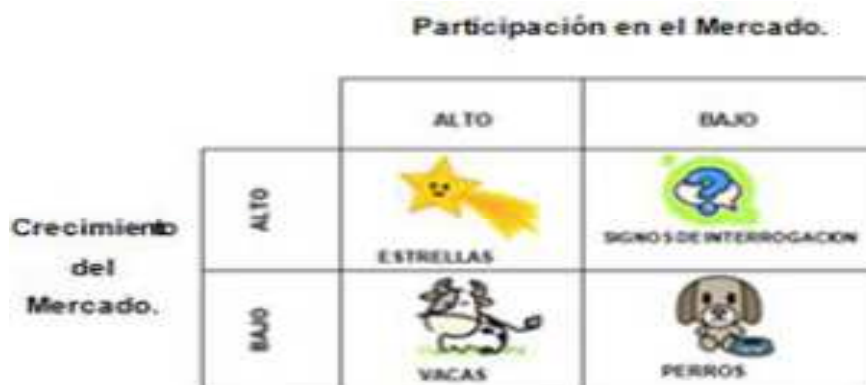 Participación en el Mercado.
ALTO
BAJO
Crecimiento
del
Mercado.
ALTO
ESTRELLAS
SIGNOS DE INTERROGACION
BAJO
VACAS
PERROS